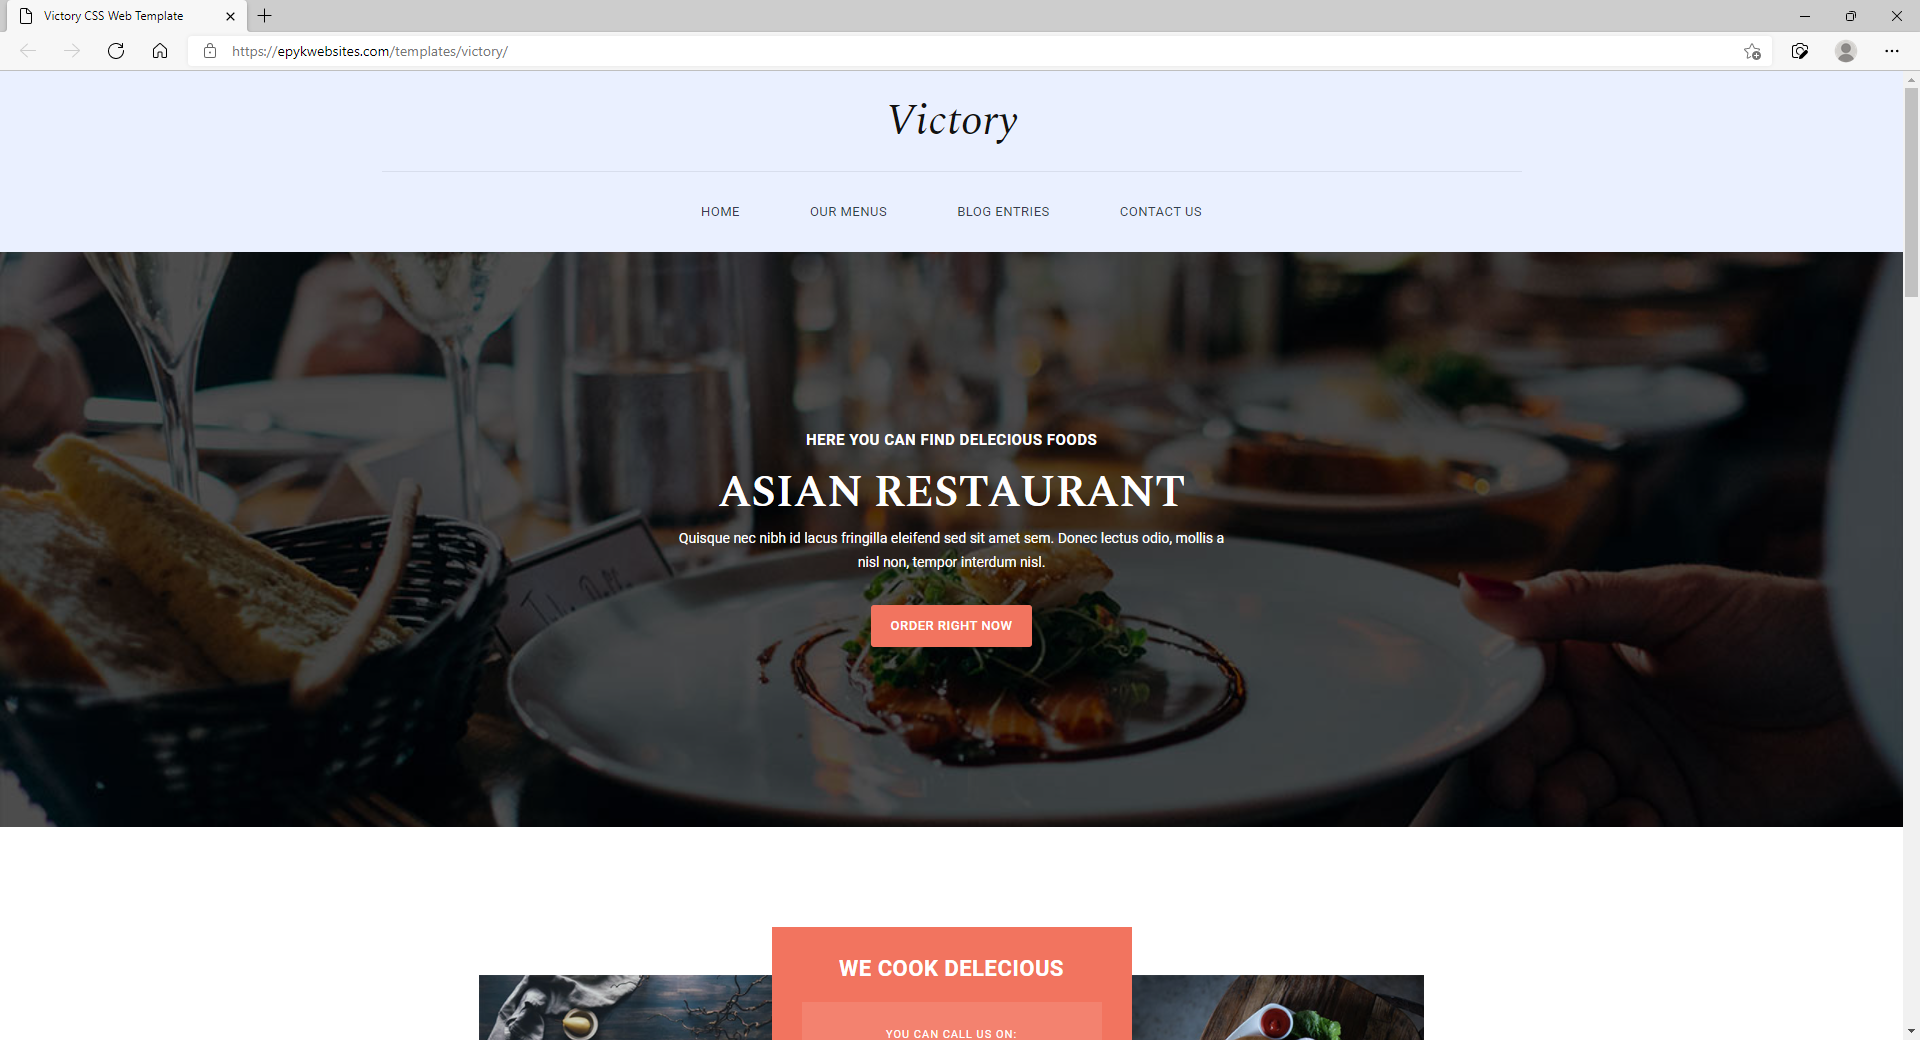 Victory CSS Web Template
https://epykwebsites.com/templates/victory/
Victory
HOME
OUR MENUS
BLOG ENTRIES
CONTACT US
HERE YOU CAN FIND DELECIOUS FOODS
ASIAN RESTAURANT
Quisque nec nibh id lacus fringilla eleifend sed sit amet sem. Donec lectus odio, mollis a
nisl non, tempor interdum nisl.
ORDER RIGHT NOW
WE COOK DELECIOUS
YOU CAN CALL US ON: